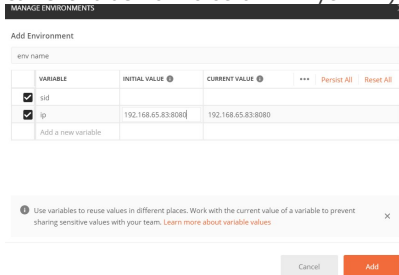 MANAGE ENVIRONMENTS
Add Environment
env name
VARIABLE INITIAL VALUE CURRENT VALUE ••• Persist All Reset All
sid
ip 192.168.65.83:8080 192.168.65.83:8080
Add a new variable
Use variables to reuse values in different places. Work with the current value of a variable to prevent
sharing sensitive values with your team. Learn more about variable values
Cancel Add